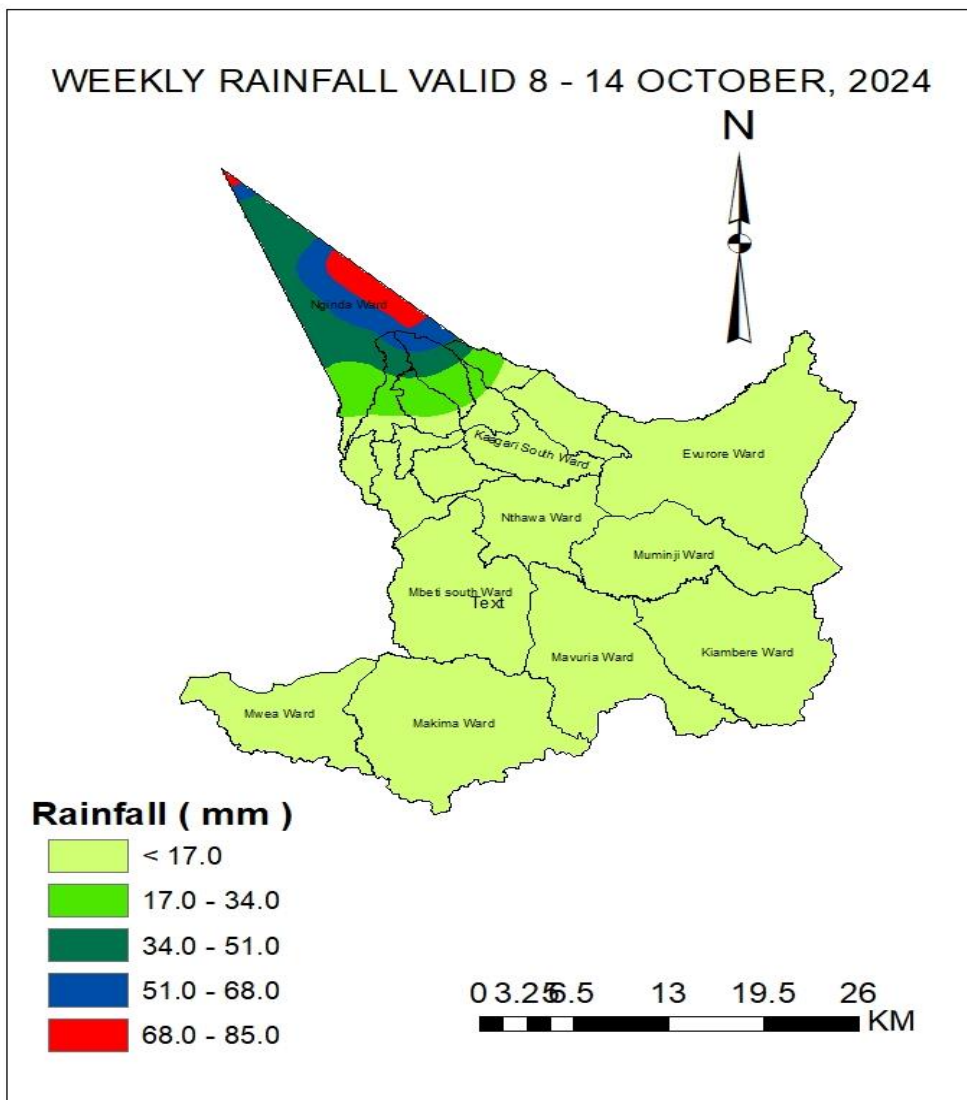 WEEKLY RAINFALL VALID 8 - 14 OCTOBER, 2024
N
Nginda Ward
Kaagari South Ward
Evurore Ward
Nthawa Ward
Muminji Ward
Mbeti south Ward
Text
Mavuria Ward
Kiambere Ward
Mwea Ward
Makima Ward
Rainfall ( mm )
< 17.0
17.0 - 34.0
34.0 - 51.0
51.0 - 68.0
68.0 - 85.0
0 3.25 6.5 13 19.5 26
KM